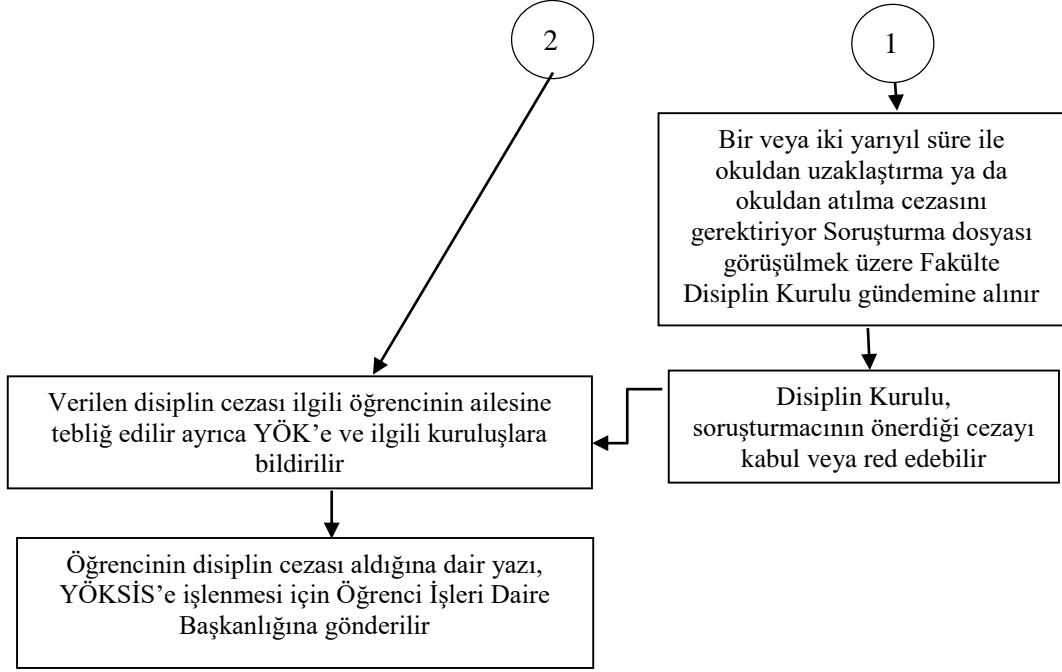 2
1
Bir veya iki yarıyıl süre ile
okuldan uzaklaştırma ya da
okuldan atılma cezasını
gerektiriyor Soruşturma dosyası
görüşülmek üzere Fakülte
Disiplin Kurulu gündemine alınır
Verilen disiplin cezası ilgili öğrencinin ailesine
tebliğ edilir ayrıca YÖK’e ve ilgili kuruluşlara
bildirilir
Disiplin Kurulu,
soruşturmacının önerdiği cezayı
kabul veya red edebilir
Öğrencinin disiplin cezası aldığına dair yazı,
YÖKSİS’e işlenmesi için Öğrenci İşleri Daire
Başkanlığına gönderilir